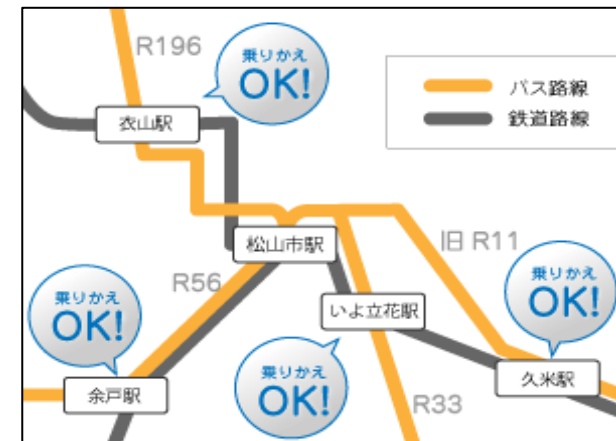 R196
乗りかえ
OK!
衣山駅
バス路線
鉄道路線
松山市駅
旧 R11
R56
乗りかえ
OK!
いよ立花駅
乗りかえ
OK!
余戸駅
乗りかえ
OK!
久米駅
R33